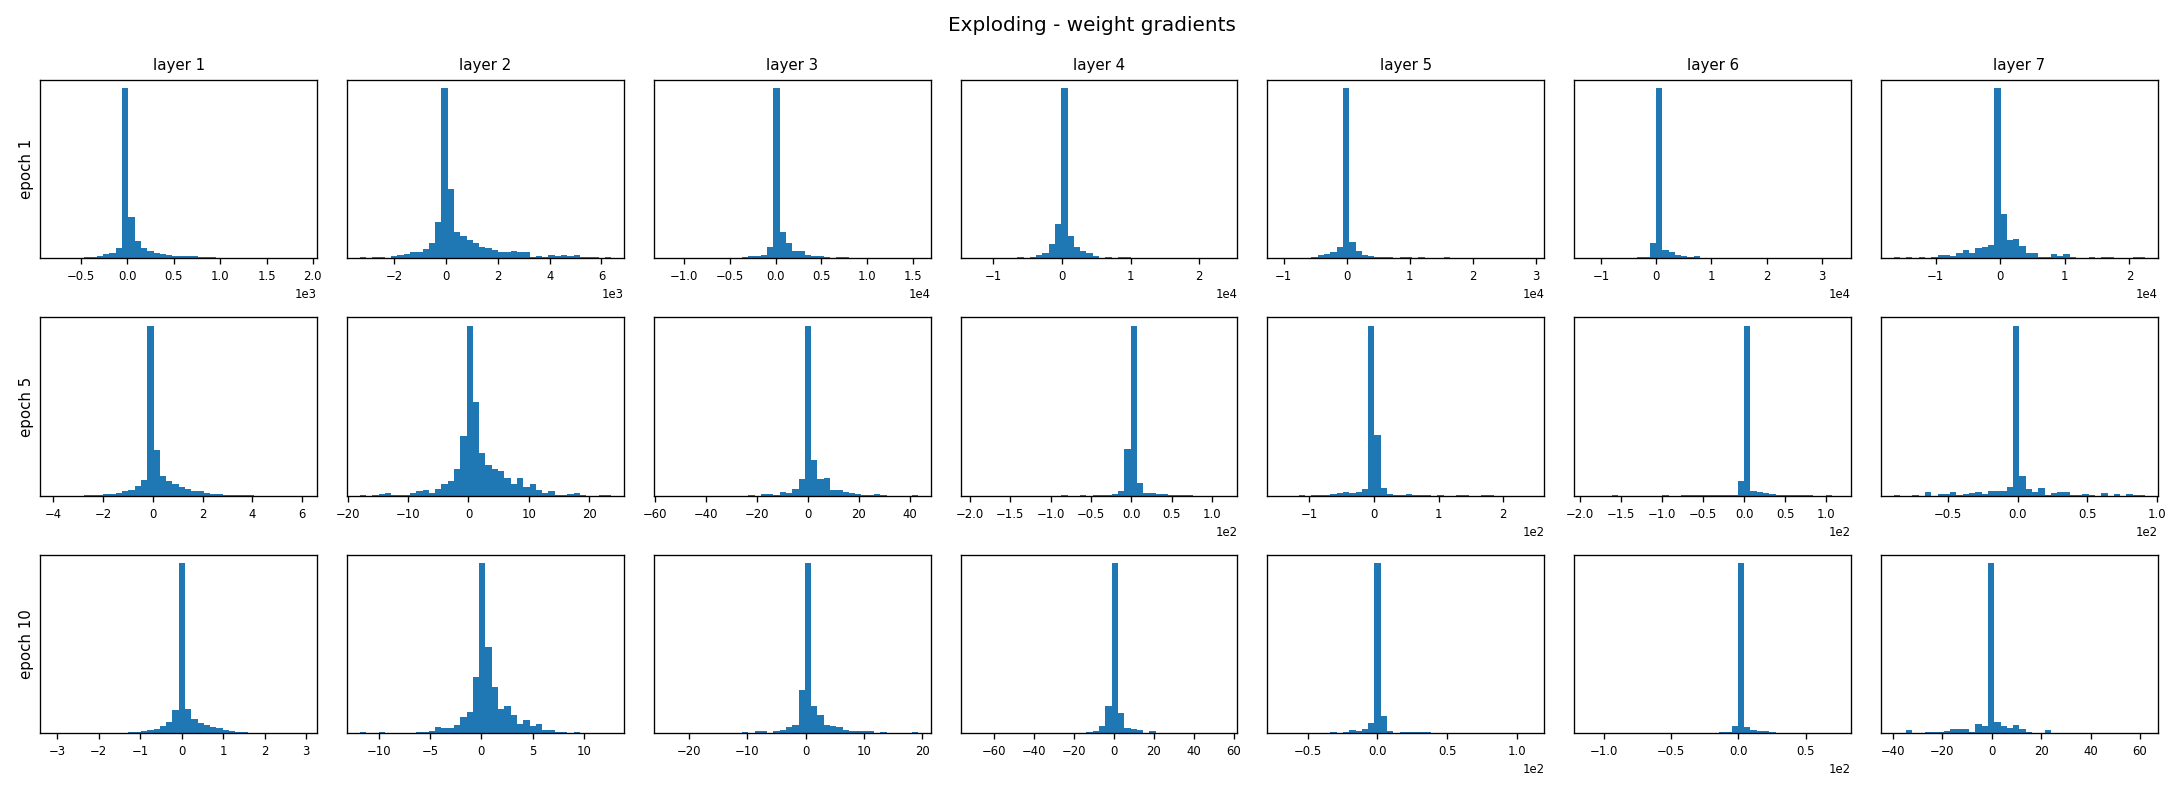 Exploding - weight gradients
layer 1 layer 2 layer 3 layer 4 layer 5 layer 6 layer 7
epoch 1
−0.5 0.0 0.5 1.0 1.5 2.0 −2 0 2 4 6 −1.0 −0.5 0.0 0.5 1.0 1.5 −1 0 1 2 −1 0 1 2 3 −1 0 1 2 3 −1 0 1 2
1e3 1e3 1e4 1e4 1e4 1e4 1e4
epoch 5
−4 −2 0 2 4 6 −20 −10 0 10 20 −60 −40 −20 0 20 40 −2.0 −1.5 −1.0 −0.5 0.0 0.5 1.0 −1 0 1 2 −2.0 −1.5 −1.0 −0.5 0.0 0.5 1.0 −0.5 0.0 0.5 1.0
1e2 1e2 1e2 1e2
epoch 10
−3 −2 −1 0 1 2 3 −10 −5 0 5 10 −20 −10 0 10 20 −60 −40 −20 0 20 40 60 −0.5 0.0 0.5 1.0 −1.0 −0.5 0.0 0.5 −40 −20 0 20 40 60
1e2 1e2